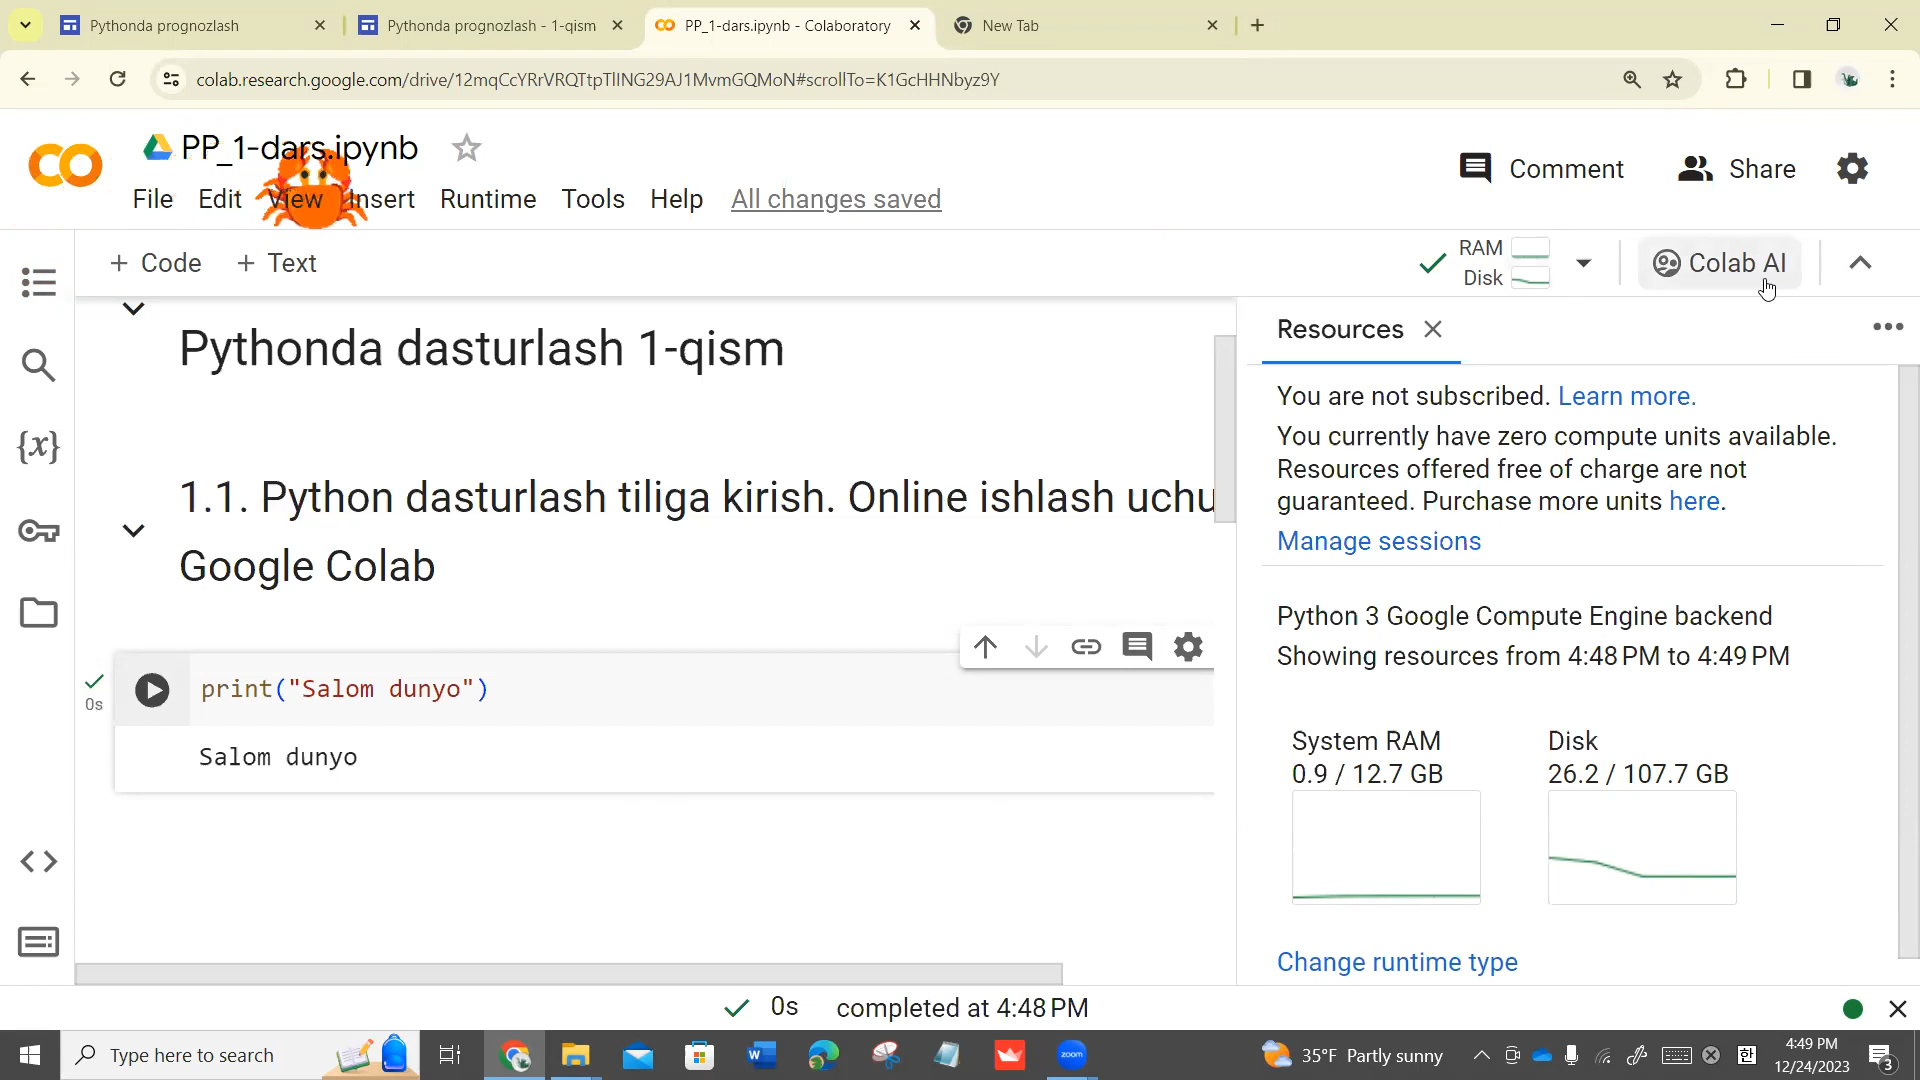 Pythonda prognozlash
Pythonda prognozlash - 1-qism
PP_1-dars.ipynb - Colaboratory
New Tab
colab.research.google.com/drive/12mqCcYRrVRQTtpTlING29AJ1MvmGQMoN#scrollTo=K1GcHHNbyz9Y
PP_1-dars.ipynb
Comment
Share
File Edit View Insert Runtime Tools Help All changes saved
+ Code + Text
RAM
Disk
Colab AI
Pythonda dasturlash 1-qism
1.1. Python dasturlash tiliga kirish. Online ishlash uchu
Google Colab
print("Salom dunyo")
0s
Salom dunyo
Resources
You are not subscribed. Learn more.
You currently have zero compute units available.
Resources offered free of charge are not
guaranteed. Purchase more units here.
Manage sessions
Python 3 Google Compute Engine backend
Showing resources from 4:48 PM to 4:49 PM
System RAM
0.9 / 12.7 GB
Disk
26.2 / 107.7 GB
Change runtime type
0s completed at 4:48 PM
Type here to search
W
zoom
35°F Partly sunny
한
4:49 PM
12/24/2023
3